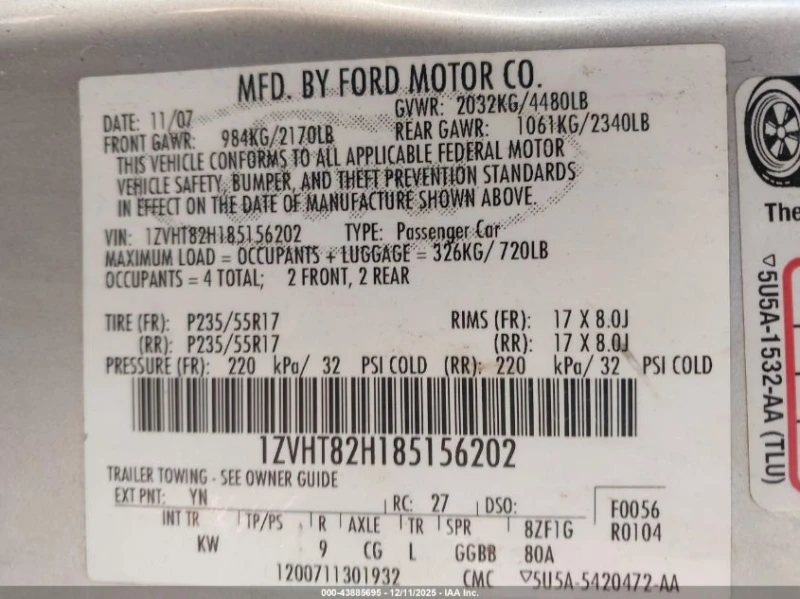 MFD. BY FORD MOTOR CO.
DATE: 11/07 GVWR: 2032KG/4480LB
FRONT GAWR: 984KG/2170LB REAR GAWR: 1061KG/2340LB
THIS VEHICLE CONFORMS TO ALL APPLICABLE FEDERAL MOTOR
VEHICLE SAFETY, BUMPER, AND THEFT PREVENTION STANDARDS
IN EFFECT ON THE DATE OF MANUFACTURE SHOWN ABOVE.
VIN: 1ZVHT82H185156202 TYPE: Passenger Car
MAXIMUM LOAD = OCCUPANTS + LUGGAGE = 326KG/ 720LB
OCCUPANTS = 4 TOTAL; 2 FRONT, 2 REAR
TIRE (FR): P235/55R17 RIMS (FR): 17 X 8.0J
(RR): P235/55R17 (RR): 17 X 8.0J
PRESSURE (FR): 220 kPa/ 32 PSI COLD (RR): 220 kPa/ 32 PSI COLD
1ZVHT82H185156202
TRAILER TOWING - SEE OWNER GUIDE
EXT PNT: YN RC: 27 DSO: F0056
INT TR TP/PS R AXLE TR SPR 8ZF1G R0104
KW 9 CG L GGBB 80A
1200711301932 CMC ▽5U5A-5420472-AA
The
▽5U5A-1532-AA (TLU)
000-43885695 - 12/11/2025 - IAA Inc.